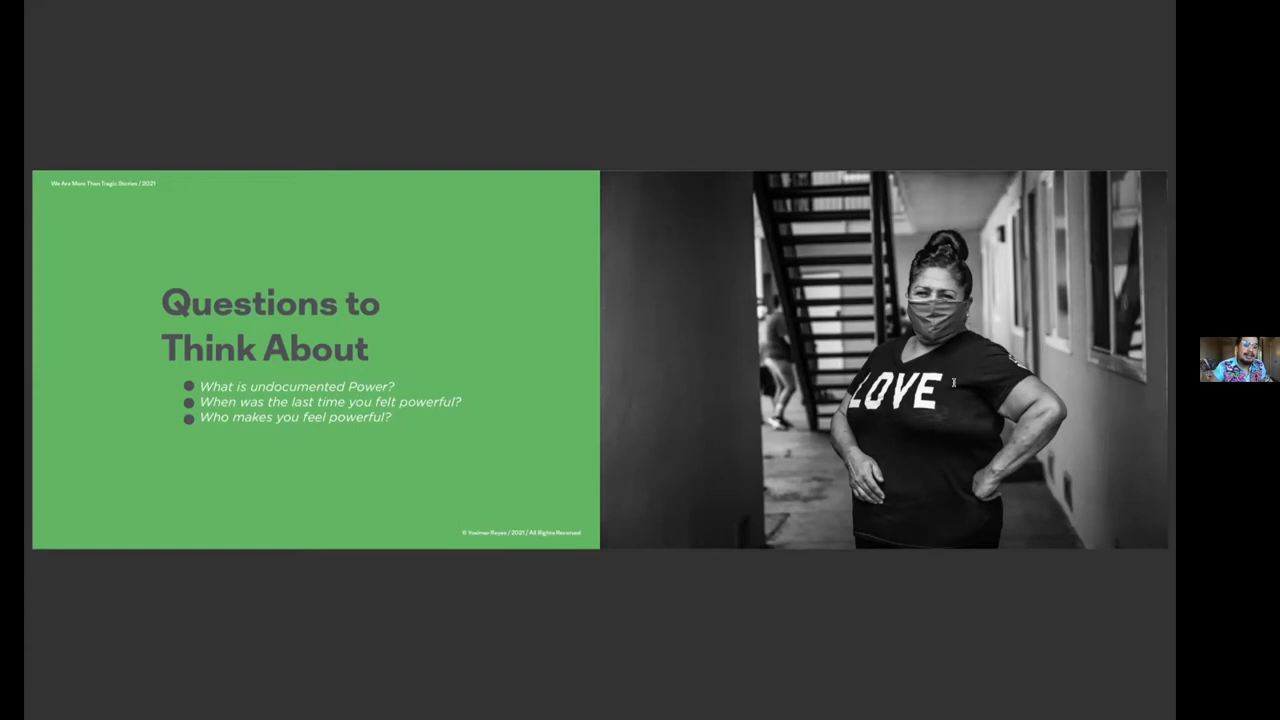 We Are More Than Tragic Stories / 2021
Questions to
Think About
What is undocumented Power?
When was the last time you felt powerful?
Who makes you feel powerful?
© Yosimar Reyes / 2021 / All Rights Reserved
LOVE